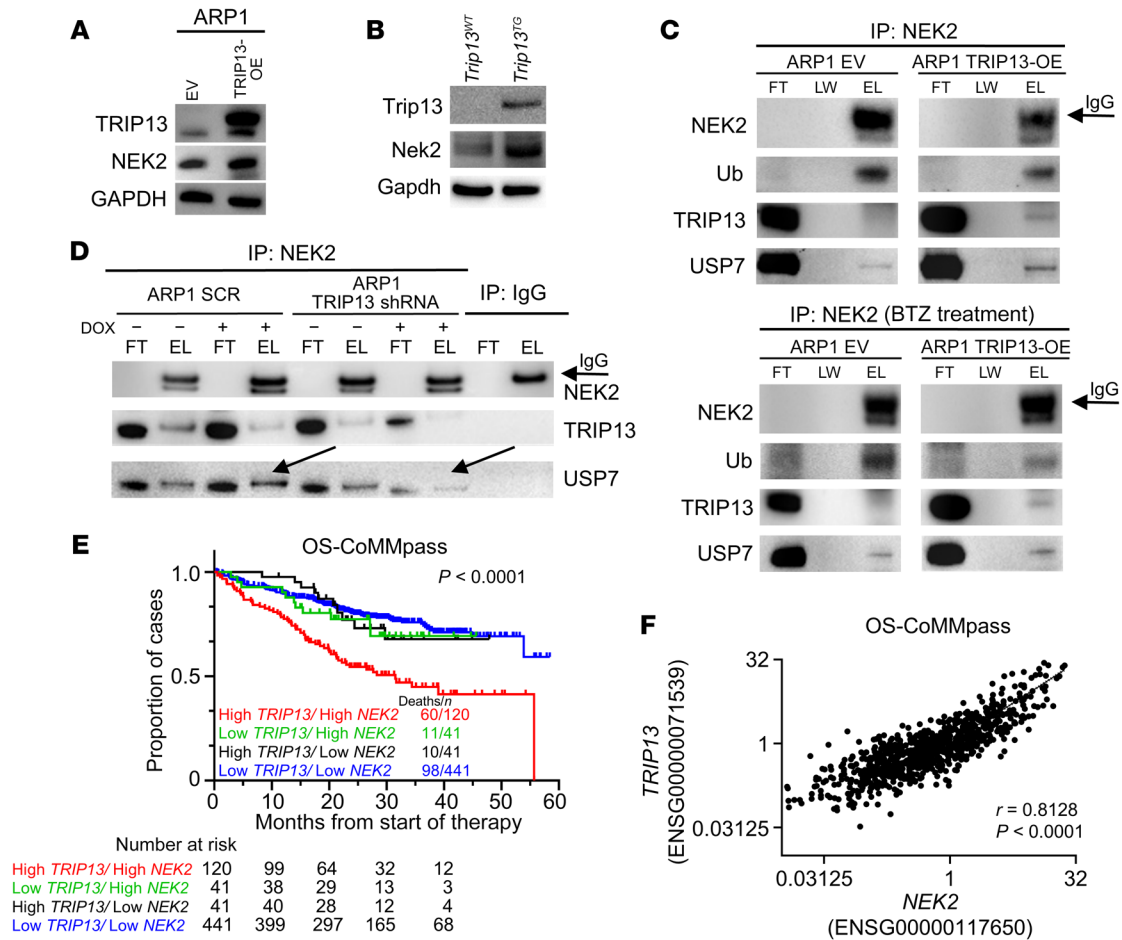 A
ARP1
EV
TRIP13-
OE
TRIP13
NEK2
GAPDH
B
Trip13WT
Trip13TG
Trip13
Nek2
Gapdh
C
IP: NEK2
ARP1 EV
ARP1 TRIP13-OE
FT LW EL FT LW EL
IgG
NEK2
Ub
TRIP13
USP7
IP: NEK2 (BTZ treatment)
ARP1 EV
ARP1 TRIP13-OE
FT LW EL FT LW EL
IgG
NEK2
Ub
TRIP13
USP7
D
IP: NEK2
ARP1 SCR
ARP1
TRIP13 shRNA
IP: IgG
DOX – – + + – – + +
FT EL FT EL FT EL FT EL FT EL
IgG
NEK2
TRIP13
USP7
E
OS-CoMMpass
P < 0.0001
Proportion of cases
1.0
0.5
0
Deaths/n
High TRIP13/High NEK2 60/120
Low TRIP13/High NEK2 11/41
High TRIP13/Low NEK2 10/41
Low TRIP13/Low NEK2 98/441
0 10 20 30 40 50 60
Months from start of therapy
Number at risk
High TRIP13/High NEK2 120 99 64 32 12
Low TRIP13/High NEK2 41 38 29 13 3
High TRIP13/Low NEK2 41 40 28 12 4
Low TRIP13/Low NEK2 441 399 297 165 68
F
OS-CoMMpass
TRIP13
(ENSG00000071539)
32
1
0.03125
r = 0.8128
P < 0.0001
0.03125 1 32
NEK2
(ENSG00000117650)